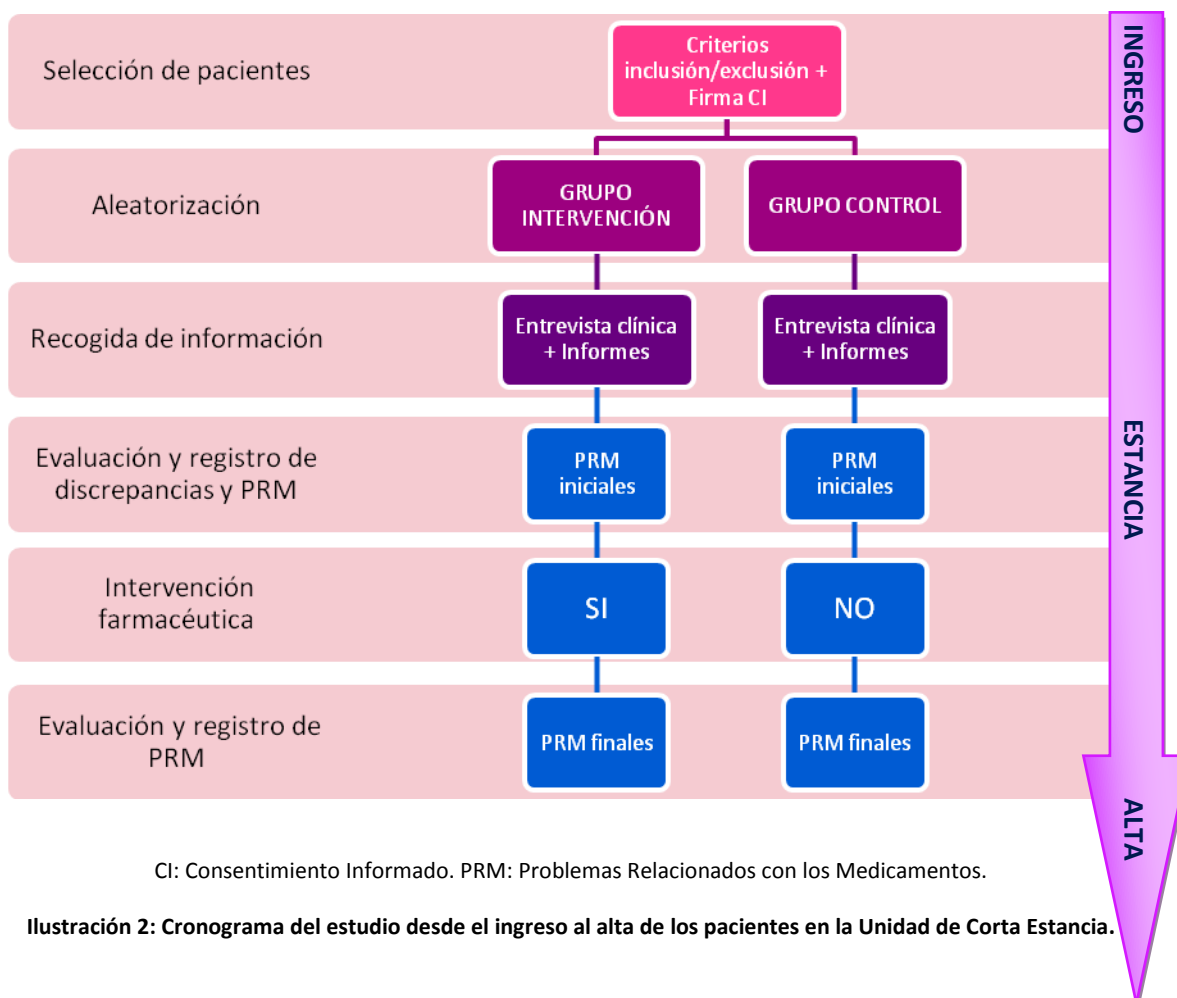 Selección de pacientes
Criterios
inclusión/exclusión +
Firma CI
INGRESO
Aleatorización
GRUPO
INTERVENCIÓN
GRUPO CONTROL
Recogida de información
Entrevista clínica
+ Informes
Entrevista clínica
+ Informes
Evaluación y registro de
discrepancias y PRM
PRM
iniciales
PRM
iniciales
ESTANCIA
Intervención
farmacéutica
SI
NO
Evaluación y registro de
PRM
PRM finales
PRM finales
ALTA
CI: Consentimiento Informado. PRM: Problemas Relacionados con los Medicamentos.
Ilustración 2: Cronograma del estudio desde el ingreso al alta de los pacientes en la Unidad de Corta Estancia.